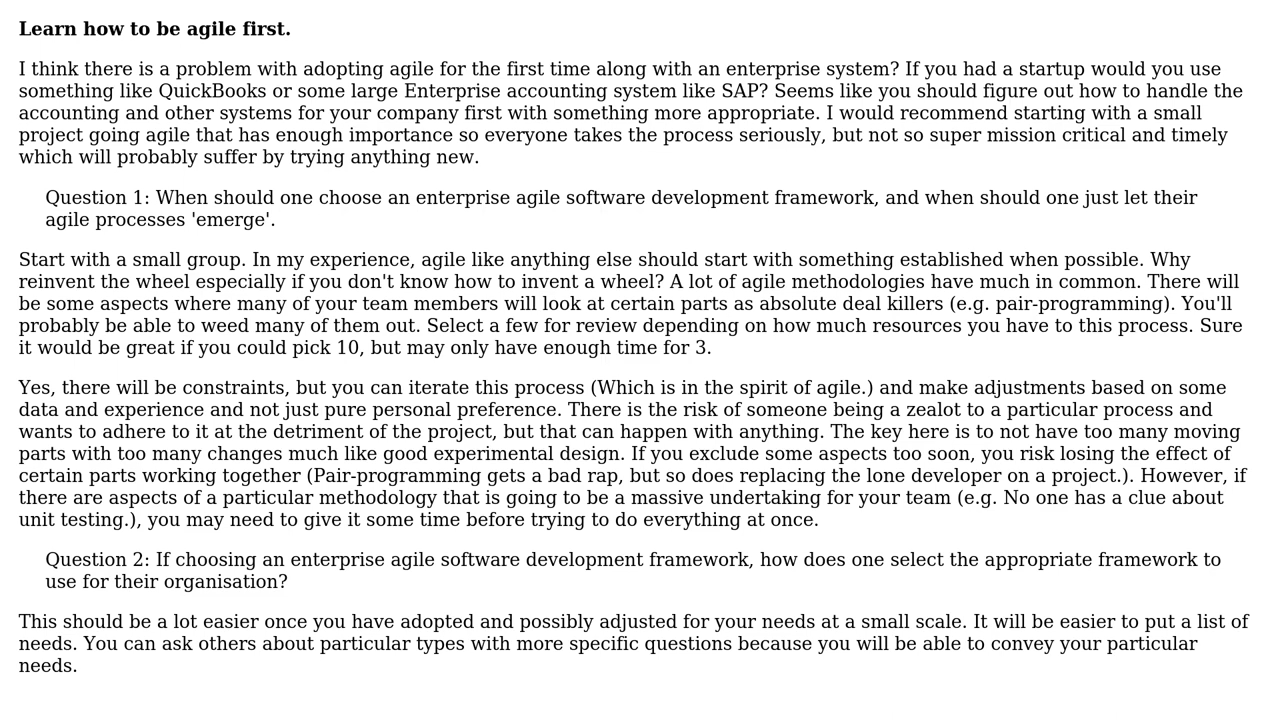 Learn how to be agile first.
I think there is a problem with adopting agile for the first time along with an enterprise system? If you had a startup would you use
something like QuickBooks or some large Enterprise accounting system like SAP? Seems like you should figure out how to handle the
accounting and other systems for your company first with something more appropriate. I would recommend starting with a small
project going agile that has enough importance so everyone takes the process seriously, but not so super mission critical and timely
which will probably suffer by trying anything new.
Question 1: When should one choose an enterprise agile software development framework, and when should one just let their
agile processes 'emerge'.
Start with a small group. In my experience, agile like anything else should start with something established when possible. Why
reinvent the wheel especially if you don't know how to invent a wheel? A lot of agile methodologies have much in common. There will
be some aspects where many of your team members will look at certain parts as absolute deal killers (e.g. pair-programming). You'll
probably be able to weed many of them out. Select a few for review depending on how much resources you have to this process. Sure
it would be great if you could pick 10, but may only have enough time for 3.
Yes, there will be constraints, but you can iterate this process (Which is in the spirit of agile.) and make adjustments based on some
data and experience and not just pure personal preference. There is the risk of someone being a zealot to a particular process and
wants to adhere to it at the detriment of the project, but that can happen with anything. The key here is to not have too many moving
parts with too many changes much like good experimental design. If you exclude some aspects too soon, you risk losing the effect of
certain parts working together (Pair-programming gets a bad rap, but so does replacing the lone developer on a project.). However, if
there are aspects of a particular methodology that is going to be a massive undertaking for your team (e.g. No one has a clue about
unit testing.), you may need to give it some time before trying to do everything at once.
Question 2: If choosing an enterprise agile software development framework, how does one select the appropriate framework to
use for their organisation?
This should be a lot easier once you have adopted and possibly adjusted for your needs at a small scale. It will be easier to put a list of
needs. You can ask others about particular types with more specific questions because you will be able to convey your particular
needs.